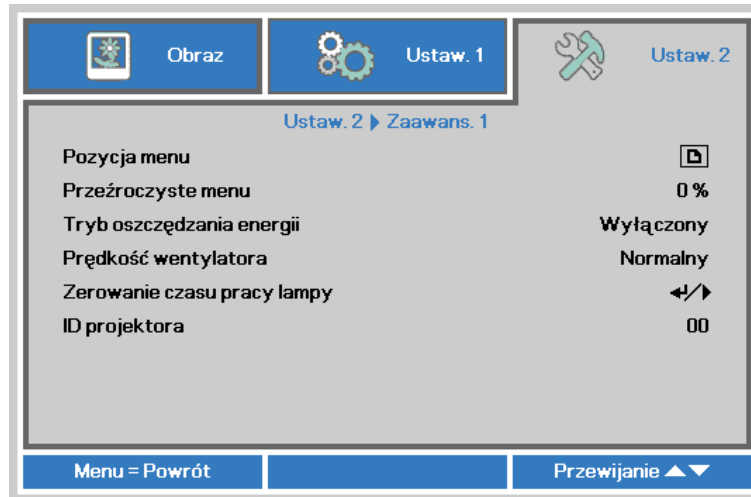 Obraz
Ustaw. 1
Ustaw. 2
Ustaw. 2 ▶ Zaawans. 1
Pozycja menu
Przeźroczyste menu 0 %
Tryb oszczędzania energii Wyłączony
Prędkość wentylatora Normalny
Zerowanie czasu pracy lampy ↵/▶
ID projektora 00
Menu = Powrót
Przewijanie ▲▼